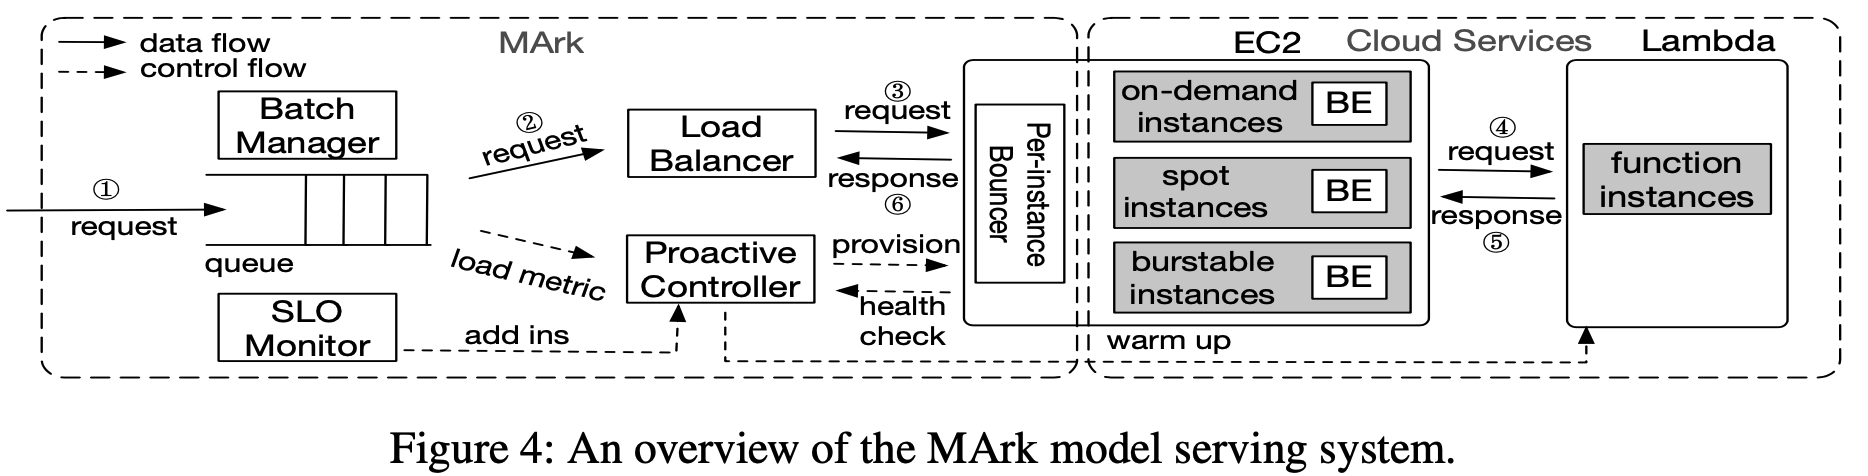 data flow
control flow
MArk
EC2
Cloud Services
Lambda
Batch
Manager
①
request
queue
SLO
Monitor
②
request
load metric
add ins
Load
Balancer
Proactive
Controller
③
request
response
⑥
provision
health
check
Per-instance
Bouncer
on-demand
instances
BE
spot
instances
BE
burstable
instances
BE
warm up
④
request
response
⑤
function
instances
Figure 4: An overview of the MArk model serving system.